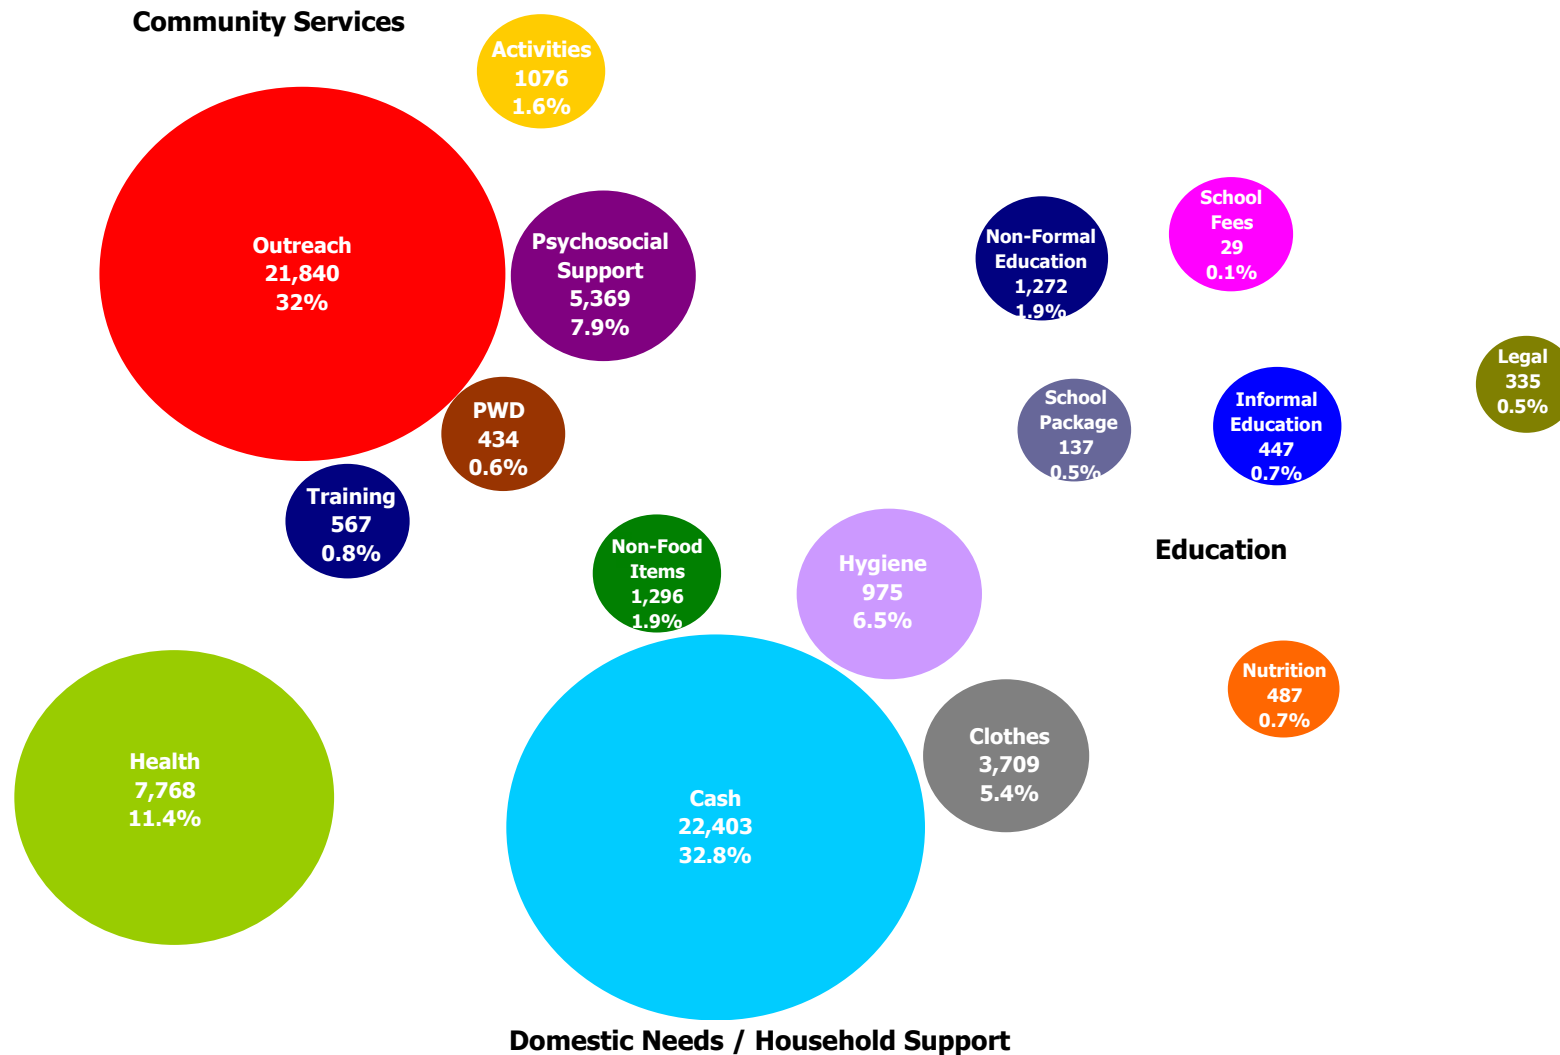 Community Services
Activities
1076
1.6%
Outreach
21,840
32%
Psychosocial
Support
5,369
7.9%
PWD
434
0.6%
Training
567
0.8%
Non-Formal
Education
1,272
1.9%
School
Fees
29
0.1%
School
Package
137
0.5%
Informal
Education
447
0.7%
Legal
335
0.5%
Education
Non-Food
Items
1,296
1.9%
Hygiene
975
6.5%
Nutrition
487
0.7%
Health
7,768
11.4%
Cash
22,403
32.8%
Clothes
3,709
5.4%
Domestic Needs / Household Support